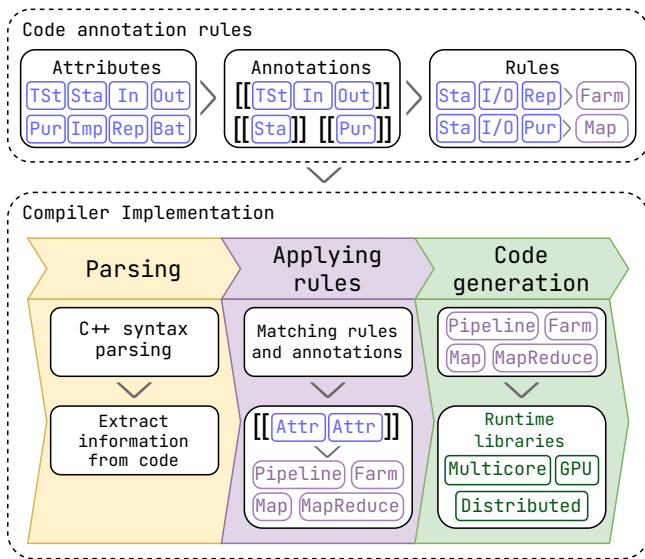 Code annotation rules
Attributes
TSt Sta In Out
Pur Imp Rep Bat
Annotations
[[TSt In Out]]
[[Sta]] [[Pur]]
Rules
Sta I/O Rep > Farm
Sta I/O Pur > Map
Compiler Implementation
Parsing
C++ syntax
parsing
Extract
information
from code
Applying
rules
Matching rules
and annotations
[[Attr Attr]]
Pipeline Farm
Map MapReduce
Code
generation
Pipeline Farm
Map MapReduce
Runtime
libraries
Multicore GPU
Distributed